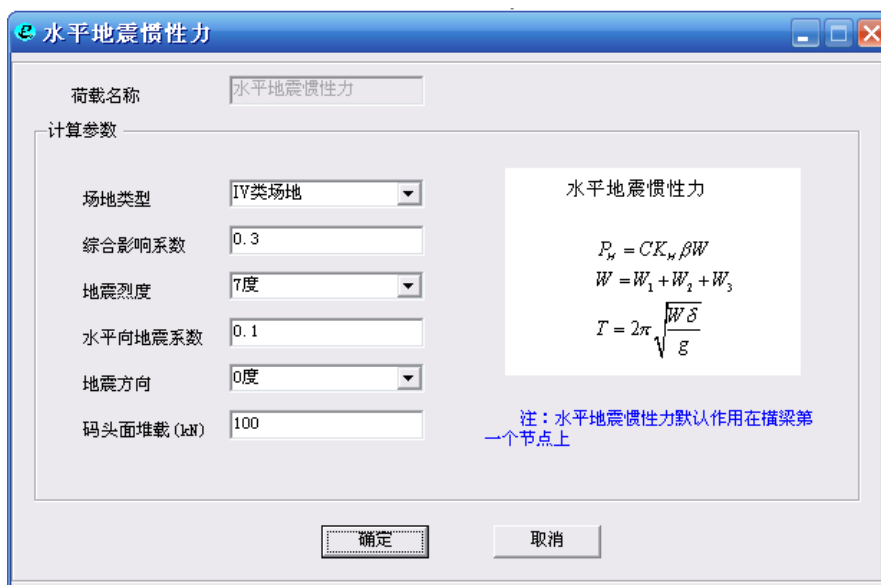 水平地震惯性力
荷载名称
水平地震惯性力
计算参数
场地类型
IV类场地
综合影响系数
0.3
地震烈度
7度
水平向地震系数
0.1
地震方向
0度
码头面堆载(kN)
100
水平地震惯性力
P_H = CK_H βW
W = W_1 + W_2 + W_3
T = 2π √(Wδ/g)
注：水平地震惯性力默认作用在横梁第
一个节点上
确定
取消